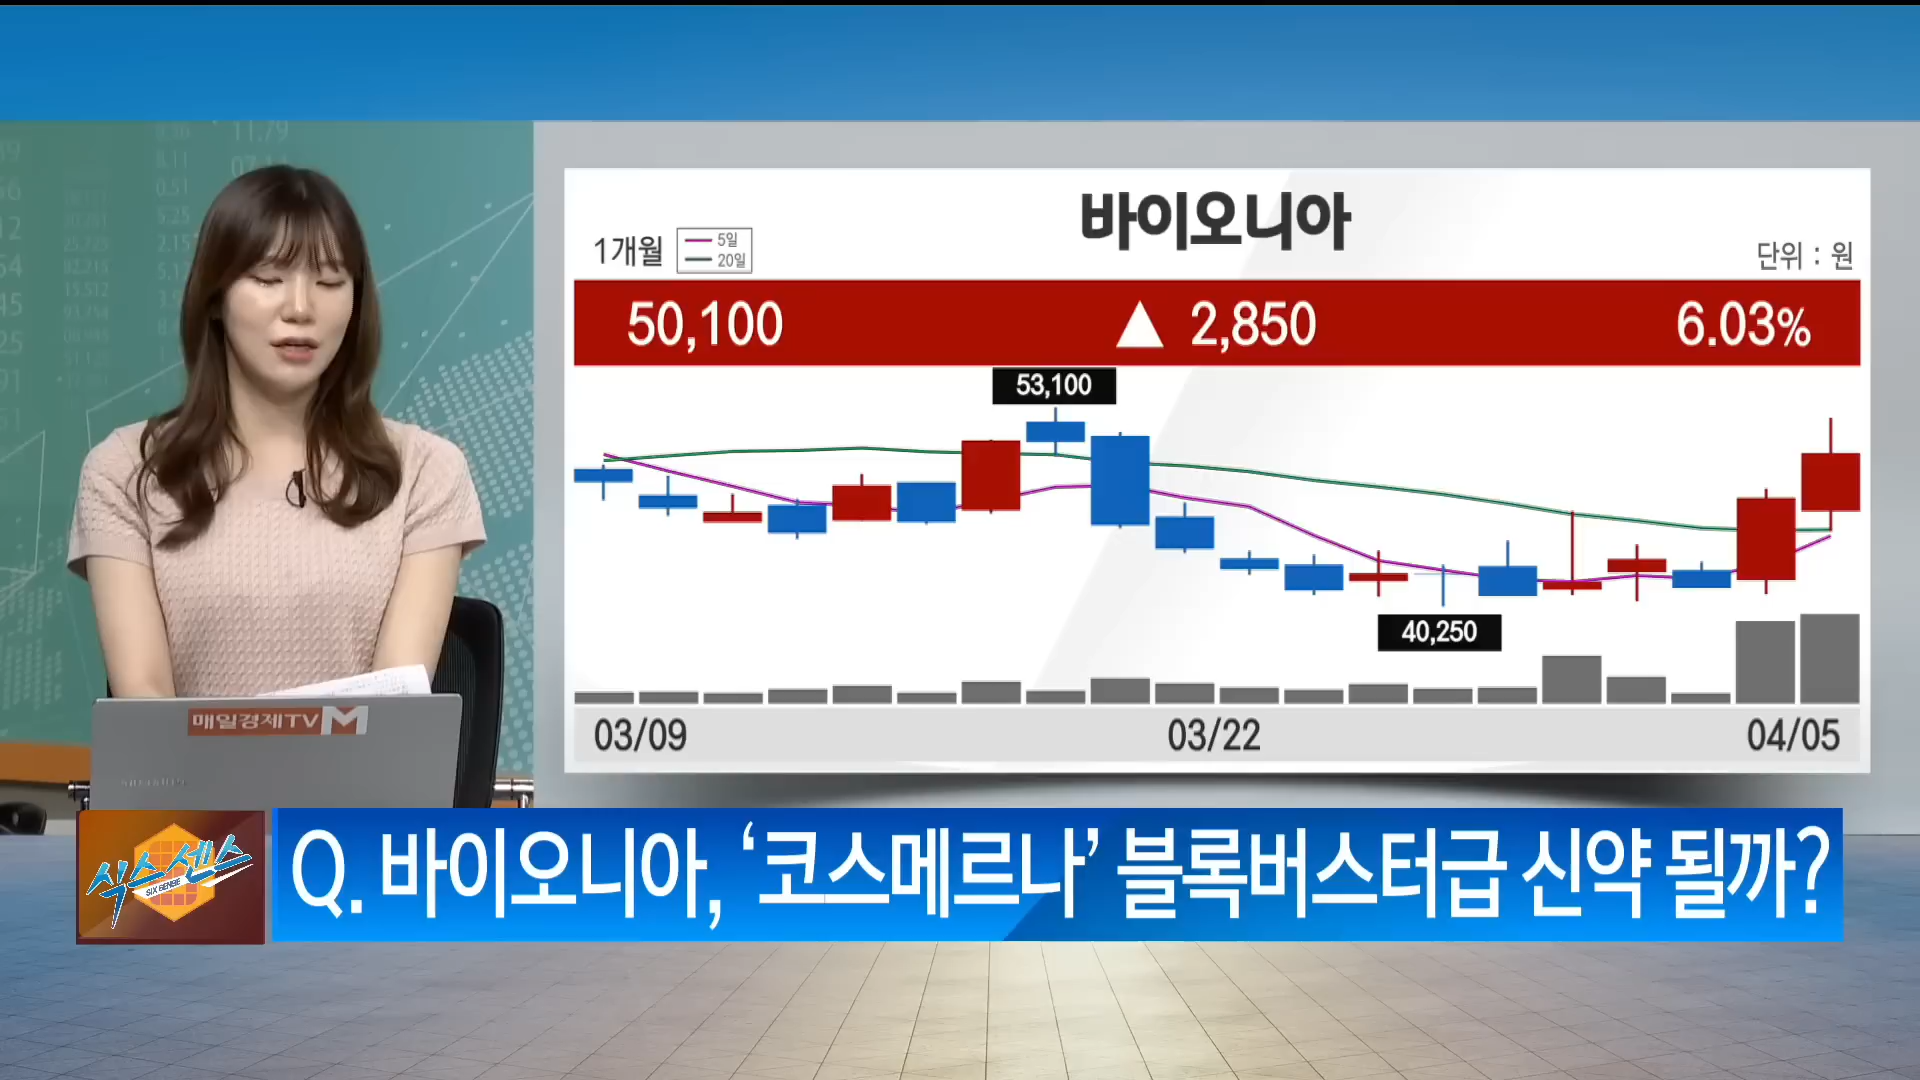 바이오니아
1개월
5일
20일
단위 : 원
50,100 ▲ 2,850 6.03%
53,100
40,250
03/09 03/22 04/05
매일경제TV M
식스센스
SIX SENSE
Q. 바이오니아, ‘코스메르나’ 블록버스터급 신약 될까?